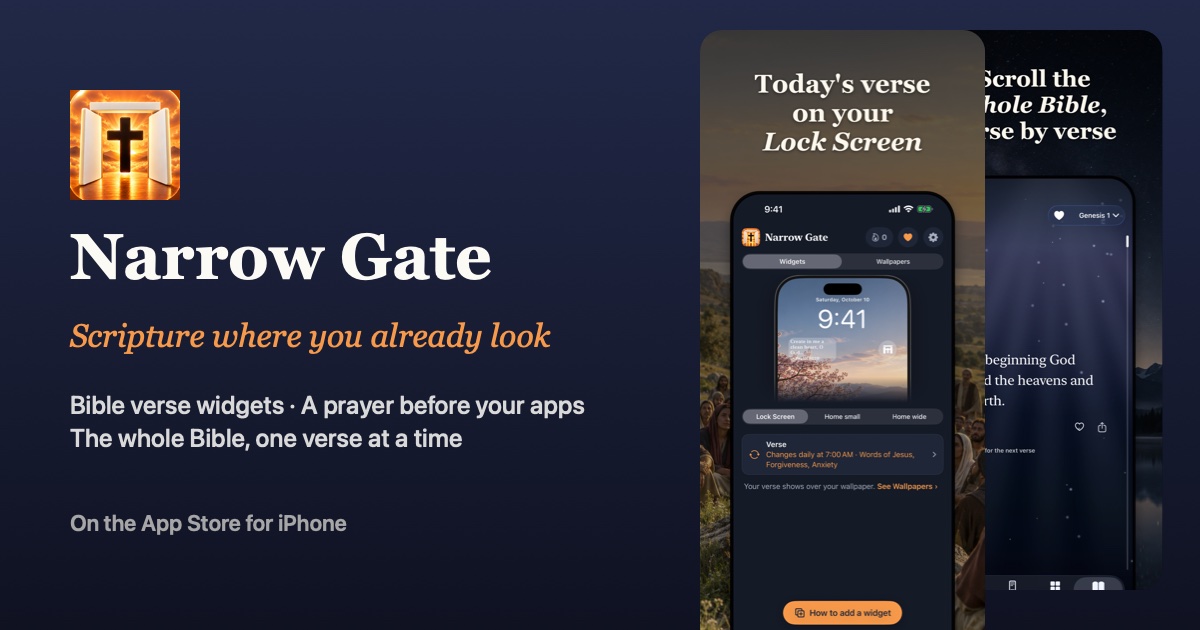 Narrow Gate
Scripture where you already look
Bible verse widgets · A prayer before your apps
The whole Bible, one verse at a time
On the App Store for iPhone
Today's verse
on your
Lock Screen
9:41
Narrow Gate
0
Widgets
Wallpapers
Saturday, October 18
9:41
Lock Screen
Home small
Home wide
Verse
Changes daily at 7:00 AM · Words of Jesus,
Forgiveness, Anxiety
Your verse shows over your wallpaper. See Wallpapers ›
How to add a widget
Scroll the
hole Bible,
rse by verse
Genesis 1
beginning God
d the heavens and
rth.
for the next verse